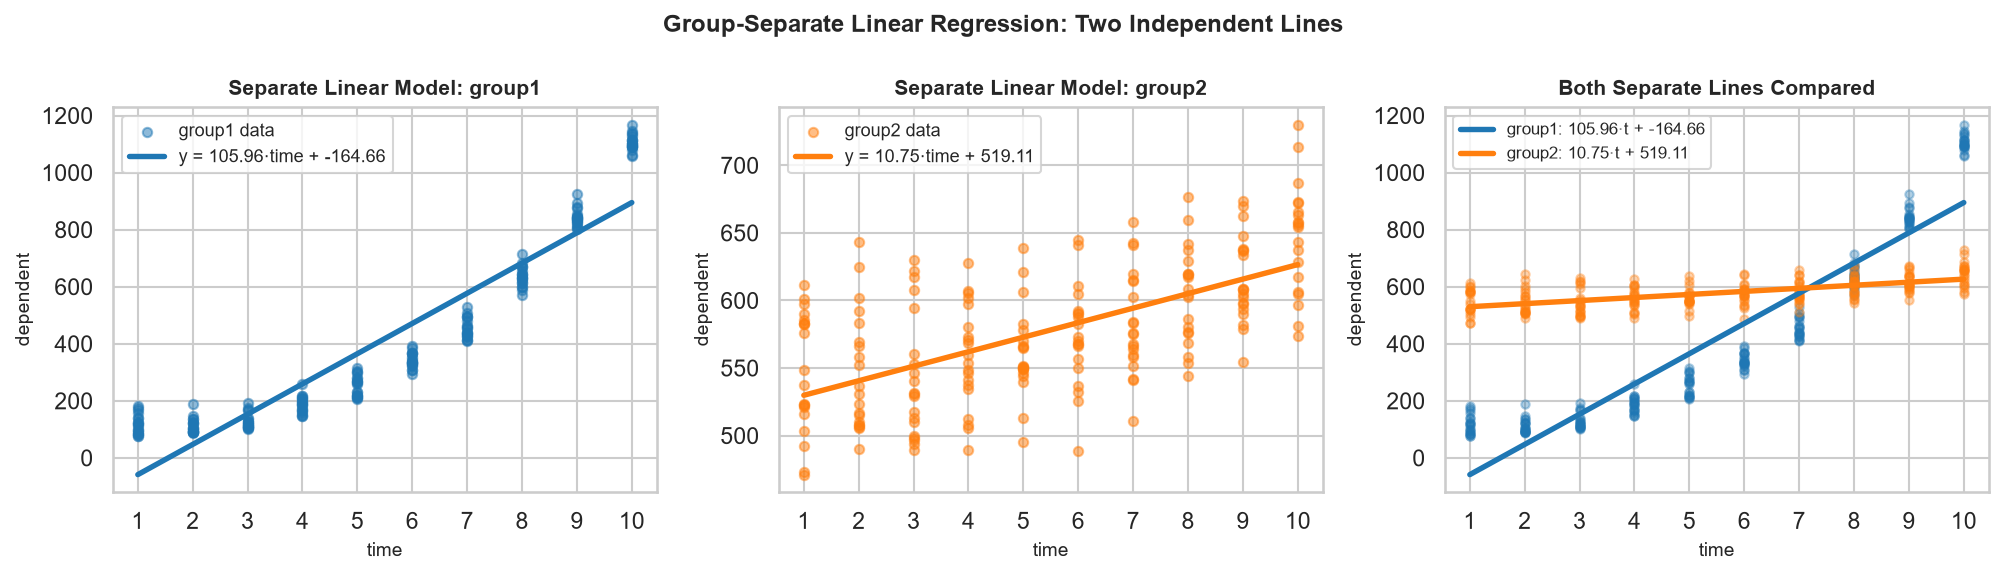 Group-Separate Linear Regression: Two Independent Lines
Separate Linear Model: group1
group1 data
y = 105.96·time + -164.66
1200
1000
800
600
400
200
0
dependent
1 2 3 4 5 6 7 8 9 10
time
Separate Linear Model: group2
group2 data
y = 10.75·time + 519.11
700
650
600
550
500
dependent
1 2 3 4 5 6 7 8 9 10
time
Both Separate Lines Compared
group1: 105.96·t + -164.66
group2: 10.75·t + 519.11
1200
1000
800
600
400
200
0
dependent
1 2 3 4 5 6 7 8 9 10
time